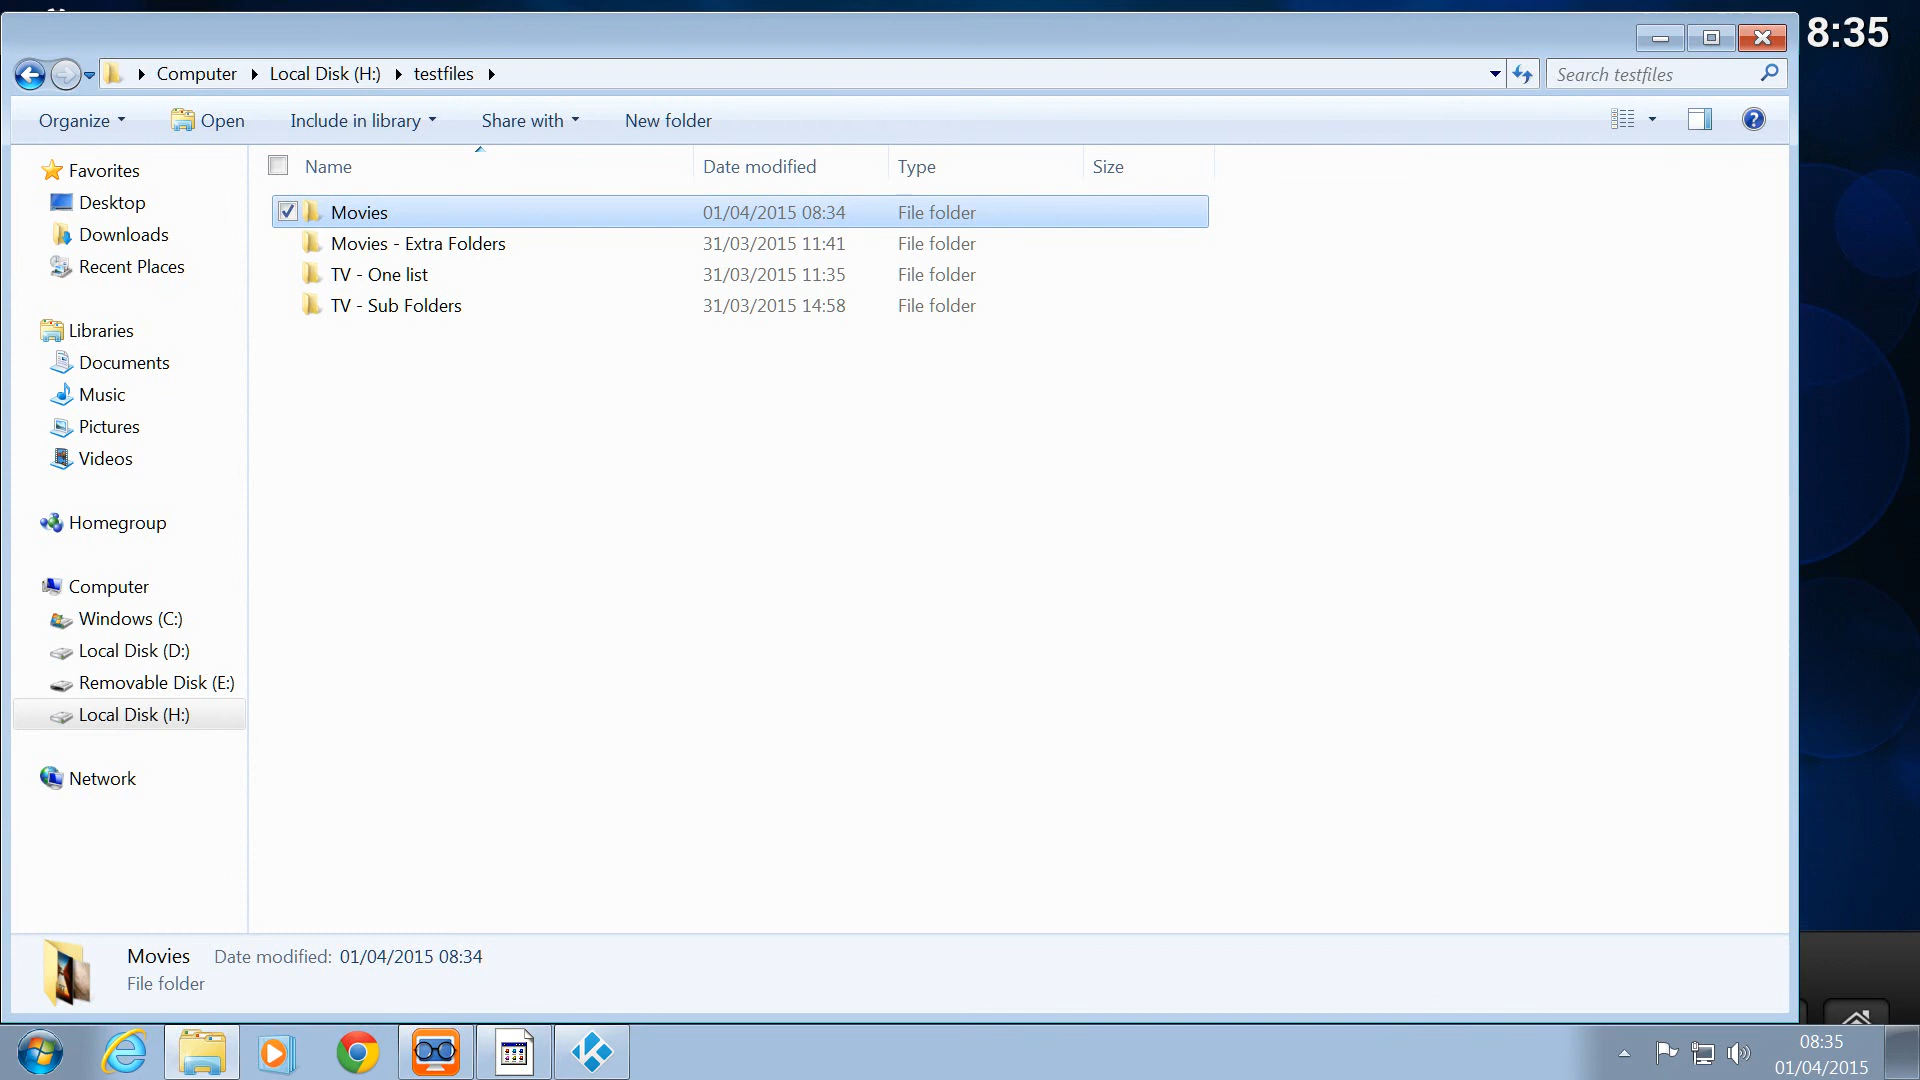 8:35
Computer Local Disk (H:) testfiles
Search testfiles
Organize Open Include in library Share with New folder
Name Date modified Type Size
Movies 01/04/2015 08:34 File folder
Movies - Extra Folders 31/03/2015 11:41 File folder
TV - One list 31/03/2015 11:35 File folder
TV - Sub Folders 31/03/2015 14:58 File folder
Favorites
Desktop
Downloads
Recent Places
Libraries
Documents
Music
Pictures
Videos
Homegroup
Computer
Windows (C:)
Local Disk (D:)
Removable Disk (E:)
Local Disk (H:)
Network
Movies Date modified: 01/04/2015 08:34
File folder
08:35
01/04/2015